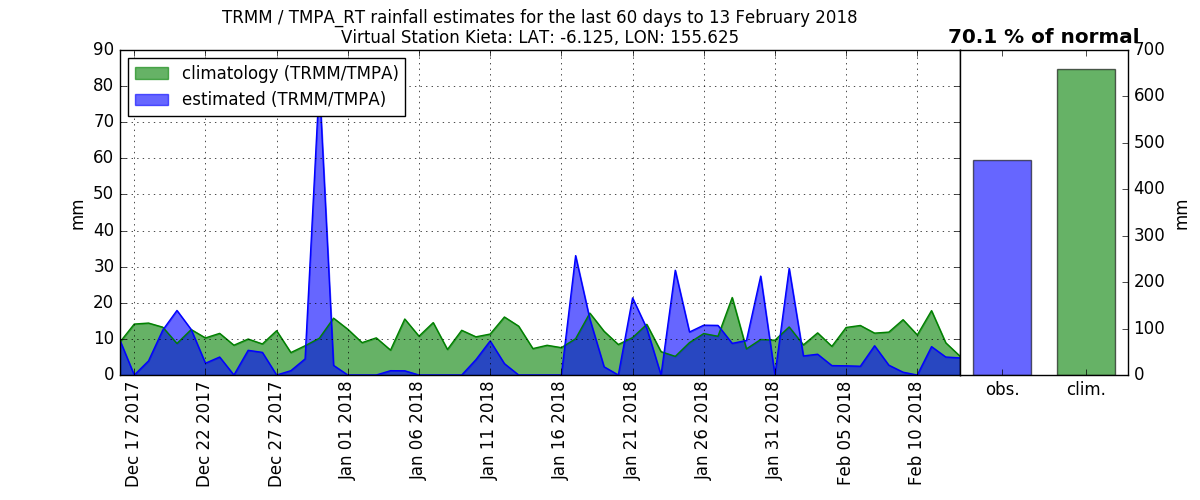 TRMM / TMPA_RT rainfall estimates for the last 60 days to 13 February 2018
Virtual Station Kieta: LAT: -6.125, LON: 155.625
70.1 % of normal
climatology (TRMM/TMPA)
estimated (TRMM/TMPA)
mm
90
80
70
60
50
40
30
20
10
0
Dec 17 2017
Dec 22 2017
Dec 27 2017
Jan 01 2018
Jan 06 2018
Jan 11 2018
Jan 16 2018
Jan 21 2018
Jan 26 2018
Jan 31 2018
Feb 05 2018
Feb 10 2018
obs.
clim.
700
600
500
400
300
200
100
0
mm